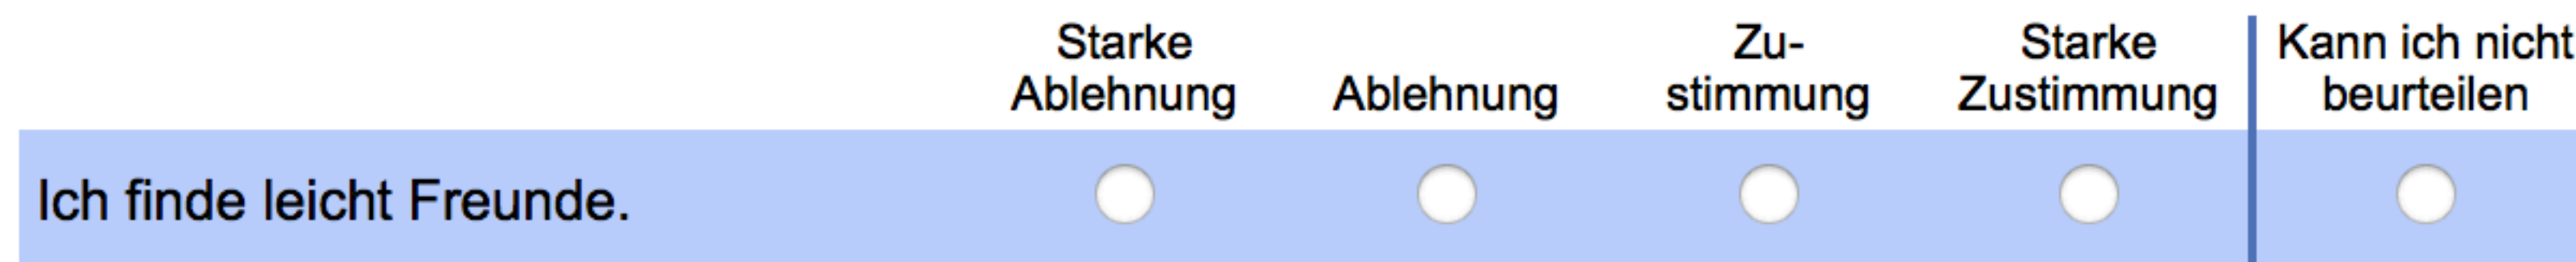 Starke
Ablehnung
Ablehnung
Zu-
stimmung
Starke
Zustimmung
Kann ich nicht
beurteilen
Ich finde leicht Freunde.